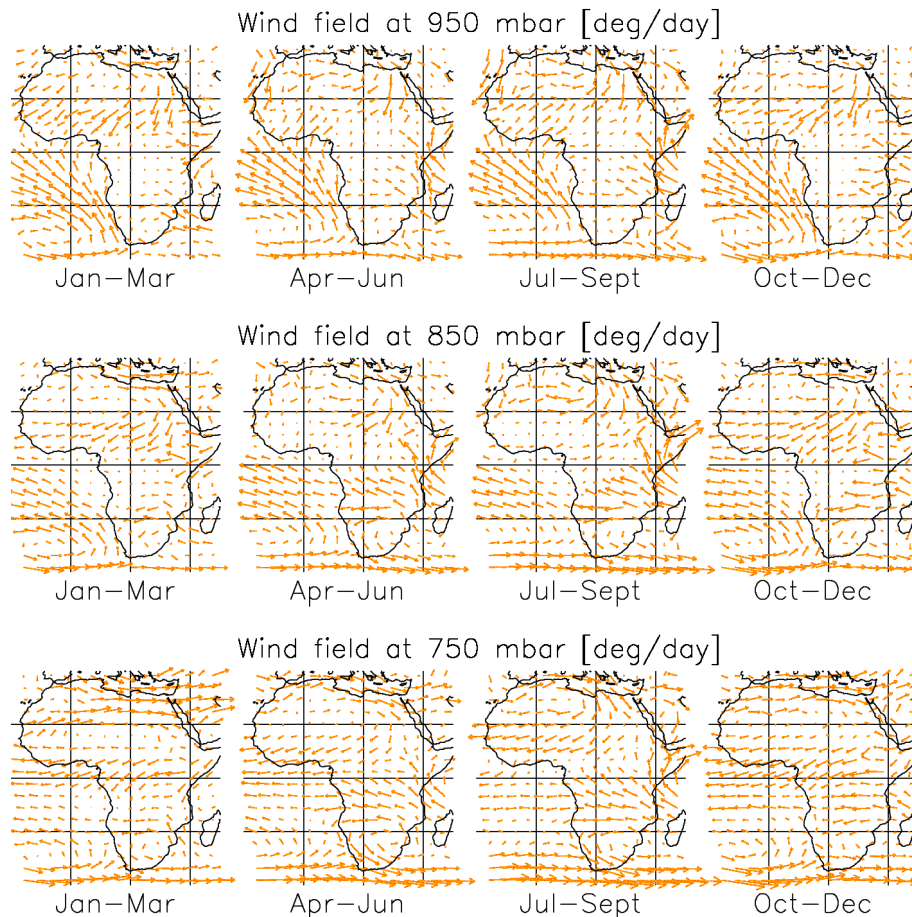 Wind field at 950 mbar [deg/day]
Jan-Mar Apr-Jun Jul-Sept Oct-Dec
Wind field at 850 mbar [deg/day]
Jan-Mar Apr-Jun Jul-Sept Oct-Dec
Wind field at 750 mbar [deg/day]
Jan-Mar Apr-Jun Jul-Sept Oct-Dec